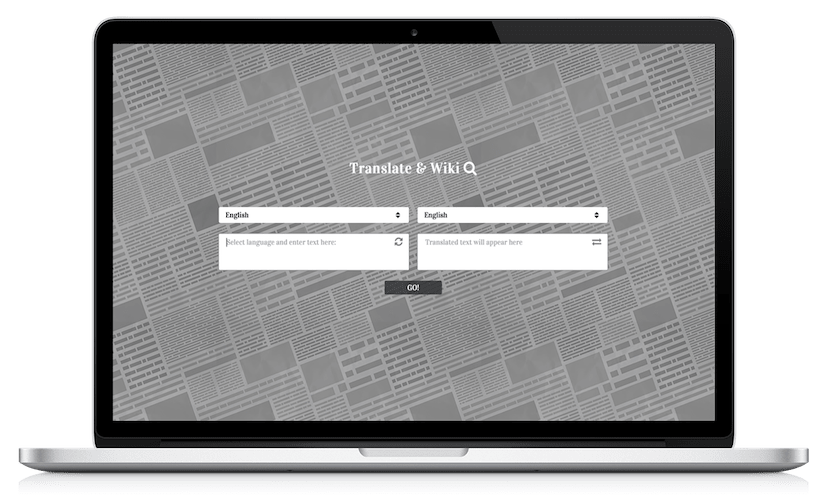 Translate & Wiki
English
English
Select language and enter text here:
Translated text will appear here
GO!